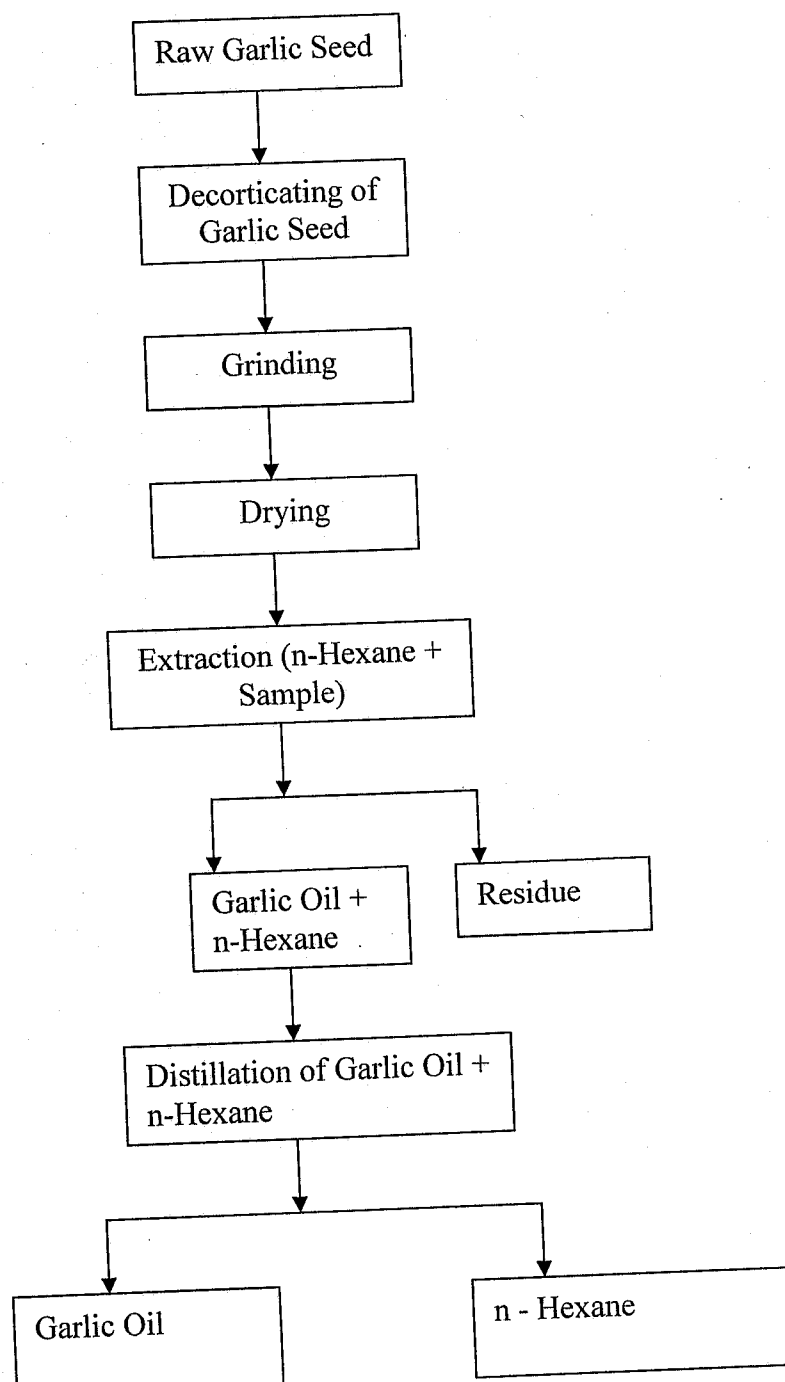 Raw Garlic Seed
Decorticating of
Garlic Seed
Grinding
Drying
Extraction (n-Hexane +
Sample)
Garlic Oil +
n-Hexane
Residue
Distillation of Garlic Oil +
n-Hexane
Garlic Oil
n - Hexane